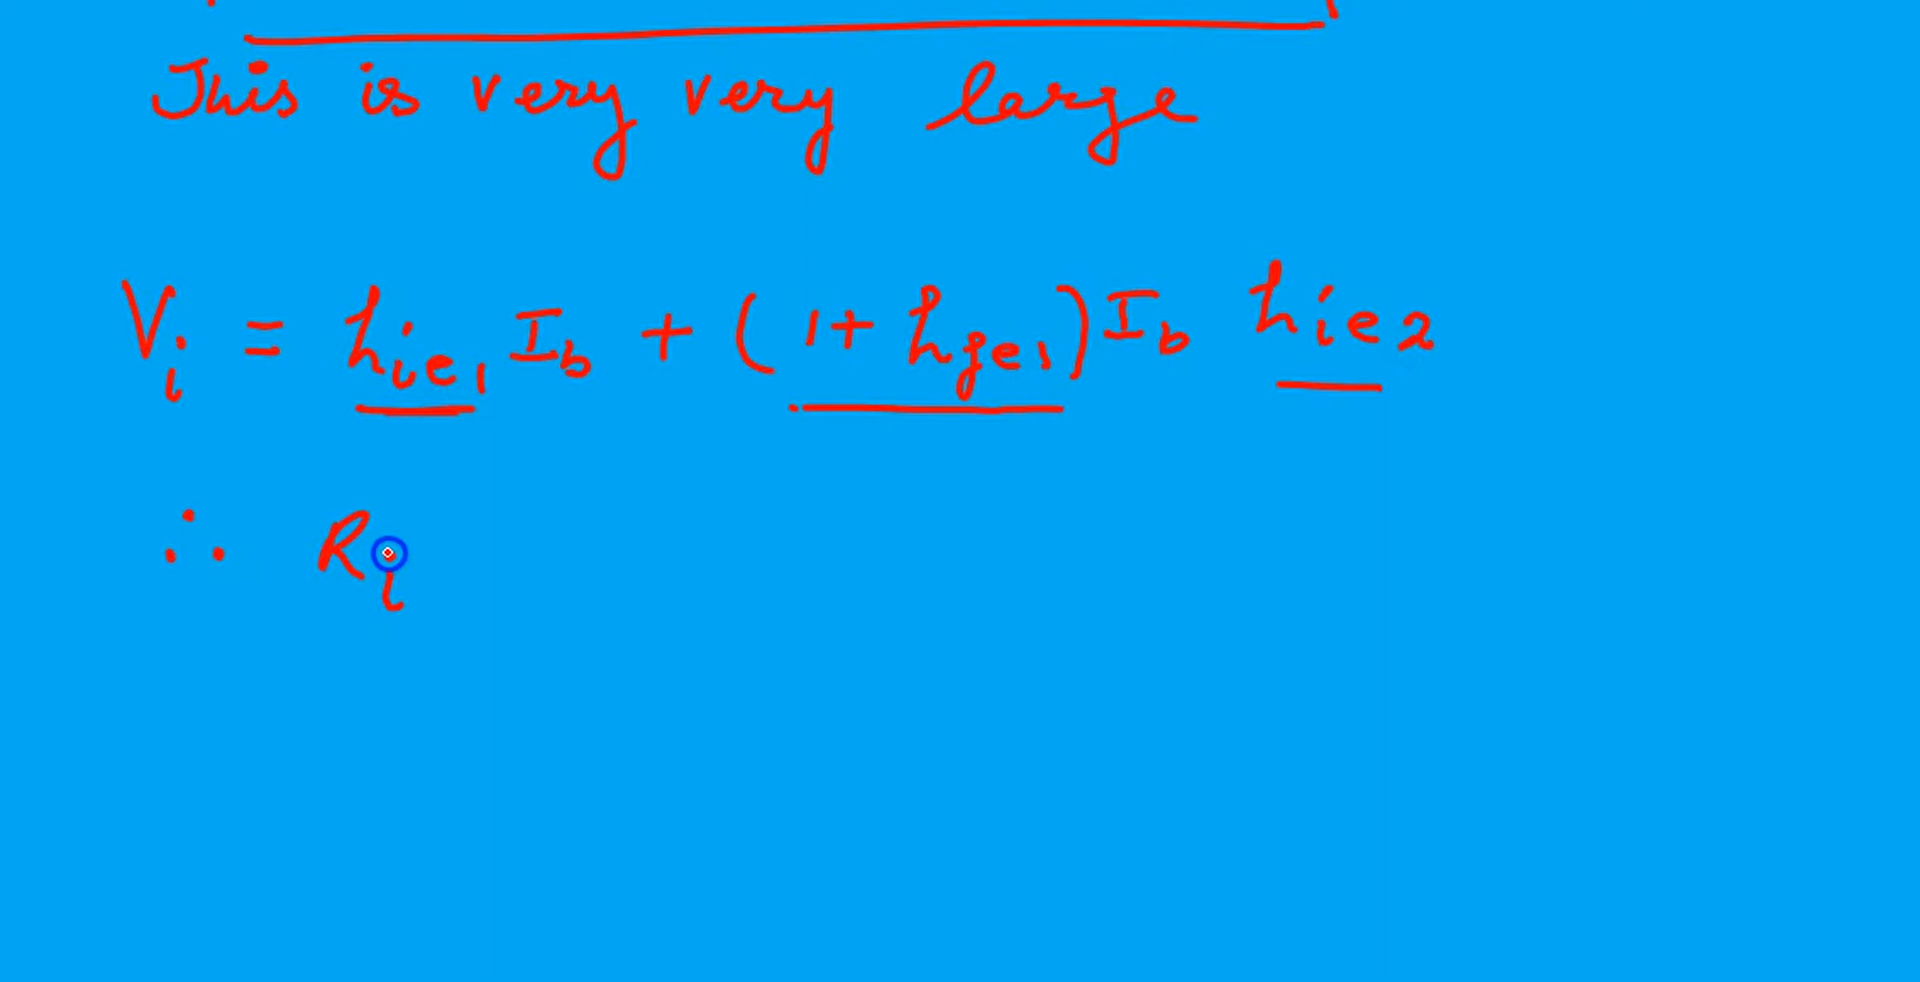 This is very very large
Vi = hie1 Ib + (1 + hfe1) Ib hie2
∴ Ri